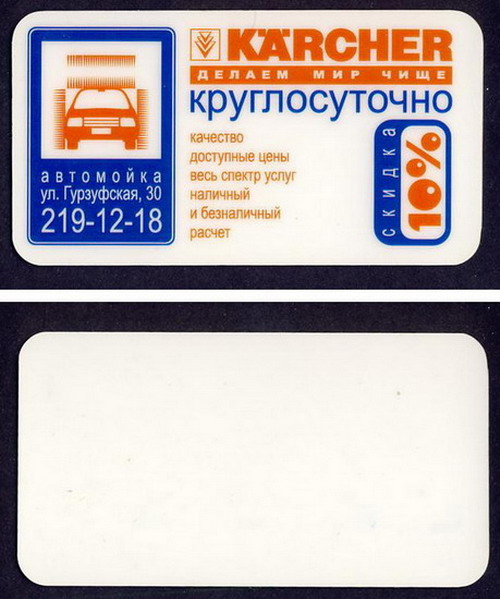 KÄRCHER
ДЕЛАЕМ МИР ЧИЩЕ
круглосуточно
автомойка
ул. Гурзуфская, 30
219-12-18
качество
доступные цены
весь спектр услуг
наличный
и безналичный
расчет
скидка
10%